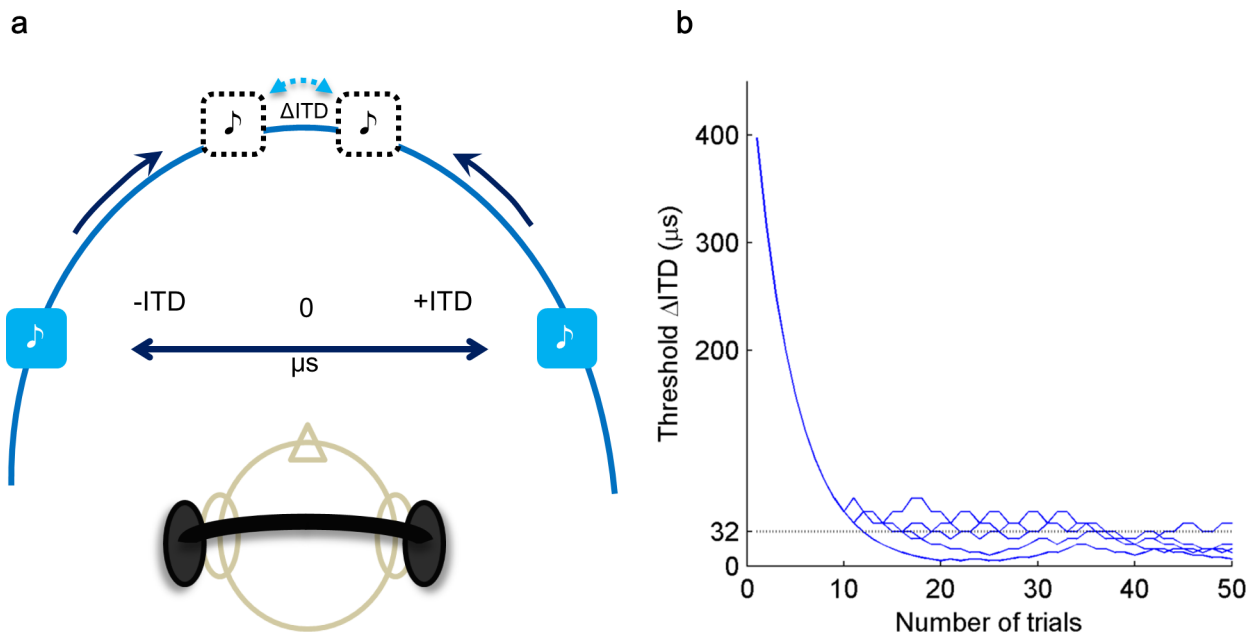 a
ΔITD
-ITD
0
+ITD
μs
b
Threshold ΔITD (μs)
400
300
200
32
0
0
10
20
30
40
50
Number of trials